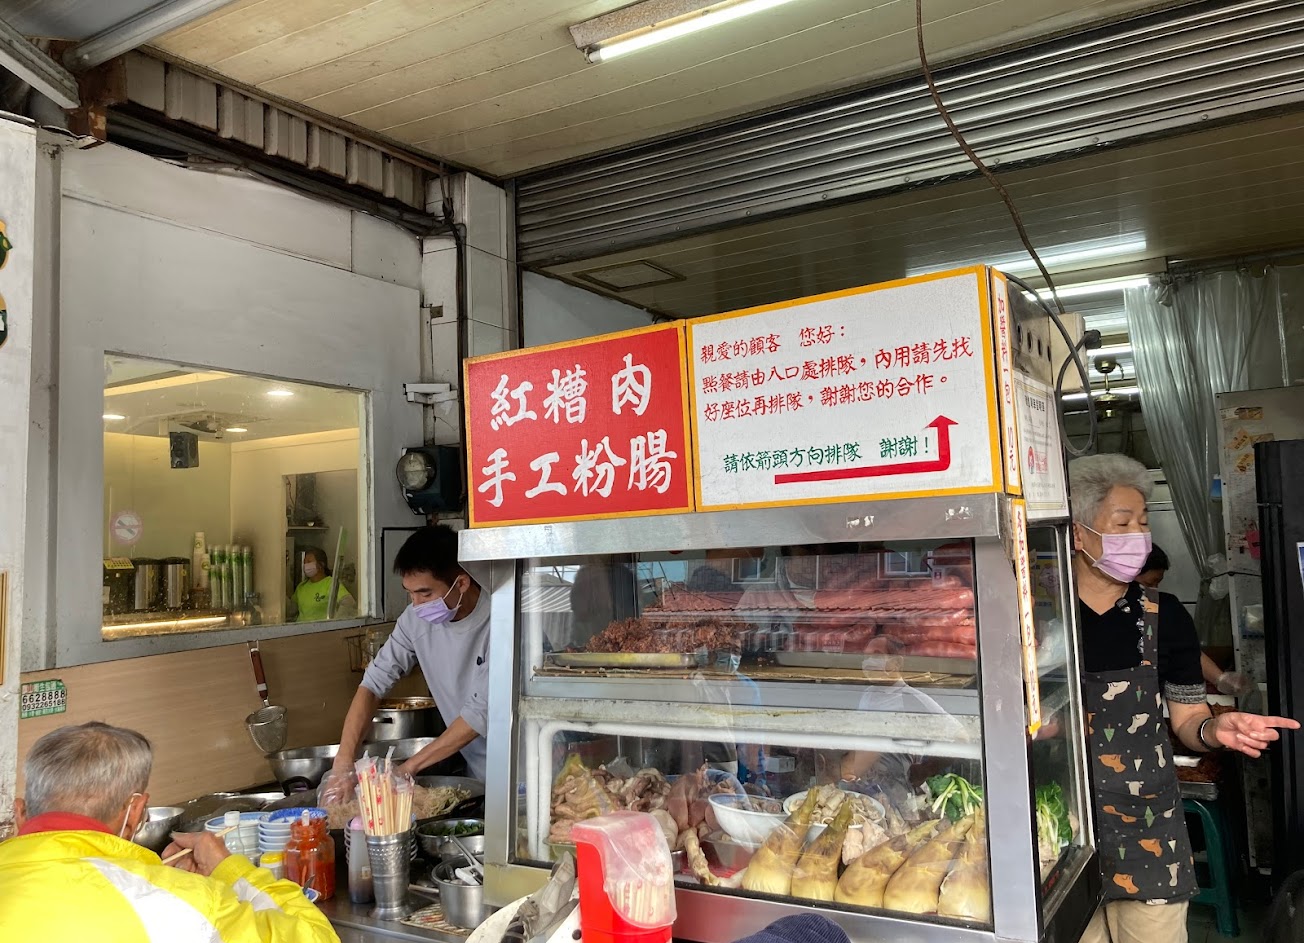 紅糟肉
手工粉腸
親愛的顧客 您好：
點餐請由入口處排隊，內用請先找
好座位再排隊，謝謝您的合作。
請依箭頭方向排隊 謝謝！
6628888
0932265188